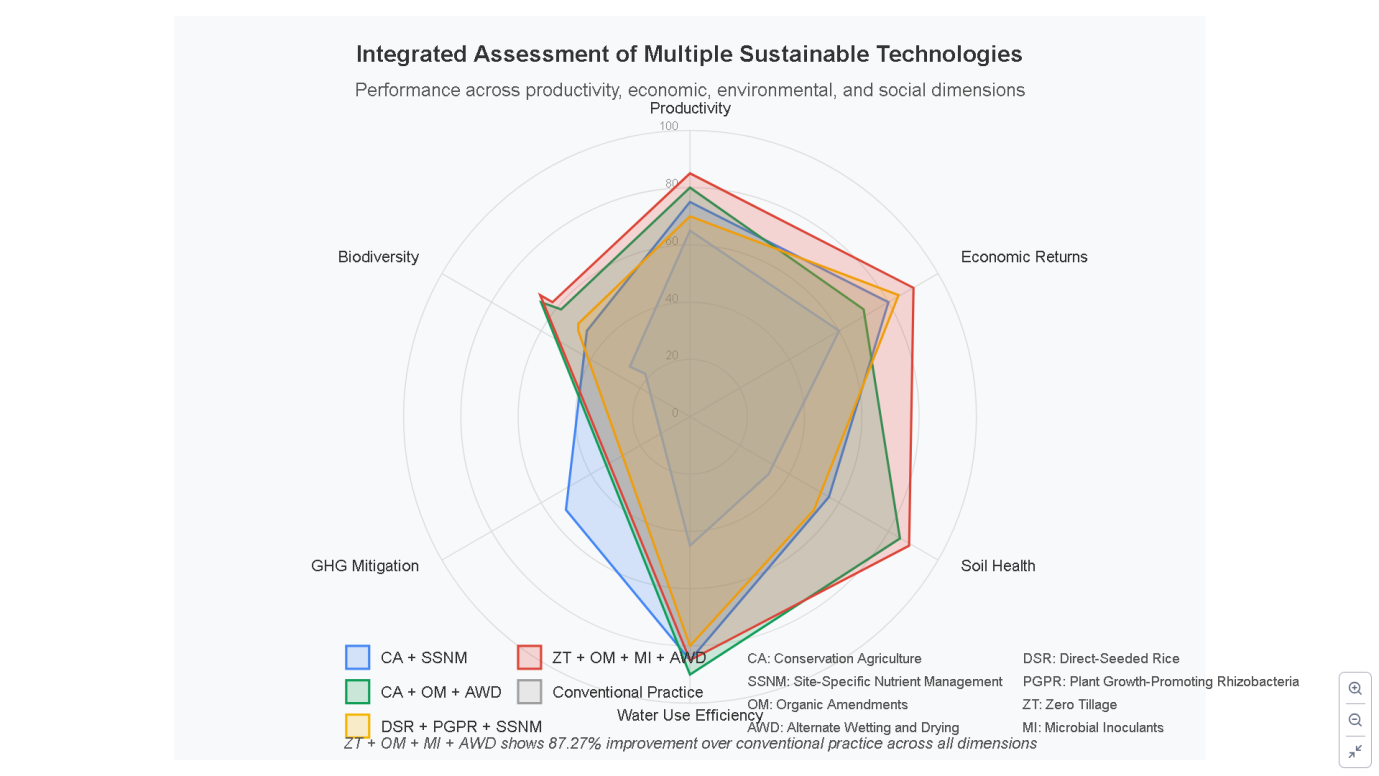 Integrated Assessment of Multiple Sustainable Technologies
Performance across productivity, economic, environmental, and social dimensions
Productivity
100
80
60
40
20
0
Biodiversity
Economic Returns
GHG Mitigation
Soil Health
Water Use Efficiency
CA + SSNM
CA + OM + AWD
DSR + PGPR + SSNM
ZT + OM + MI + AWD
Conventional Practice
CA: Conservation Agriculture
SSNM: Site-Specific Nutrient Management
OM: Organic Amendments
AWD: Alternate Wetting and Drying
DSR: Direct-Seeded Rice
PGPR: Plant Growth-Promoting Rhizobacteria
ZT: Zero Tillage
MI: Microbial Inoculants
ZT + OM + MI + AWD shows 87.27% improvement over conventional practice across all dimensions